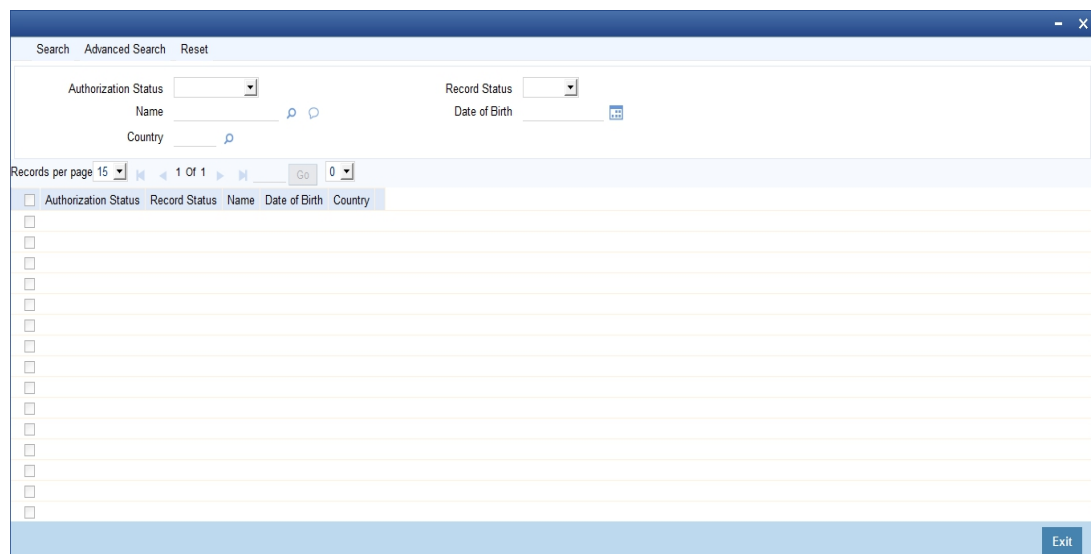 Search Advanced Search Reset
Authorization Status Record Status
Name Date of Birth
Country
Records per page 15 1 Of 1 Go 0
Authorization Status Record Status Name Date of Birth Country
Exit